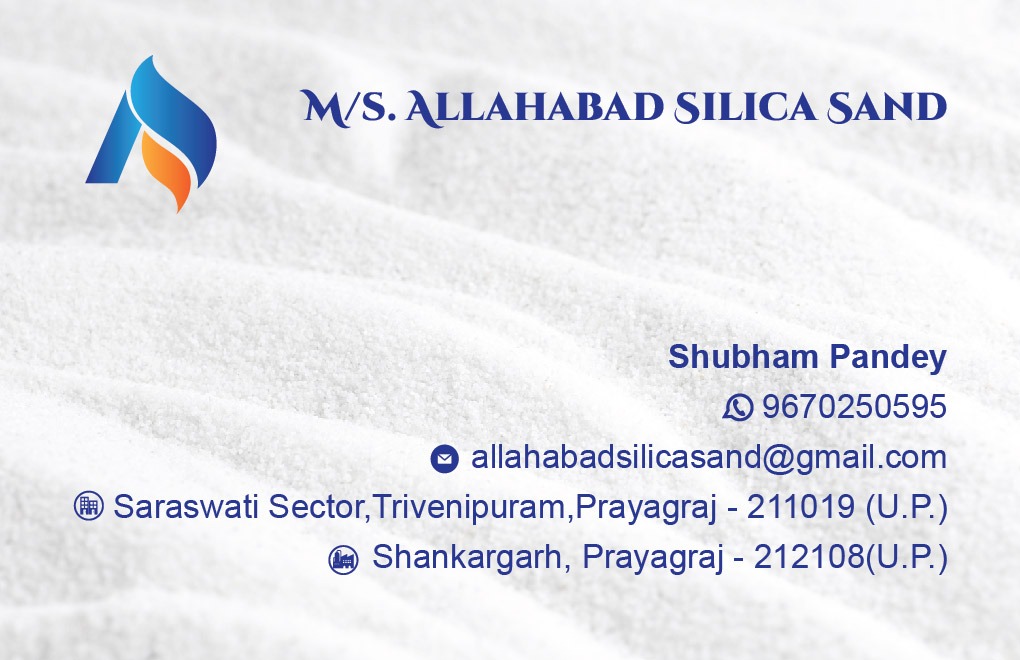 M/S. Allahabad Silica Sand
Shubham Pandey
9670250595
allahabadsilicasand@gmail.com
Saraswati Sector,Trivenipuram,Prayagraj - 211019 (U.P.)
Shankargarh, Prayagraj - 212108(U.P.)